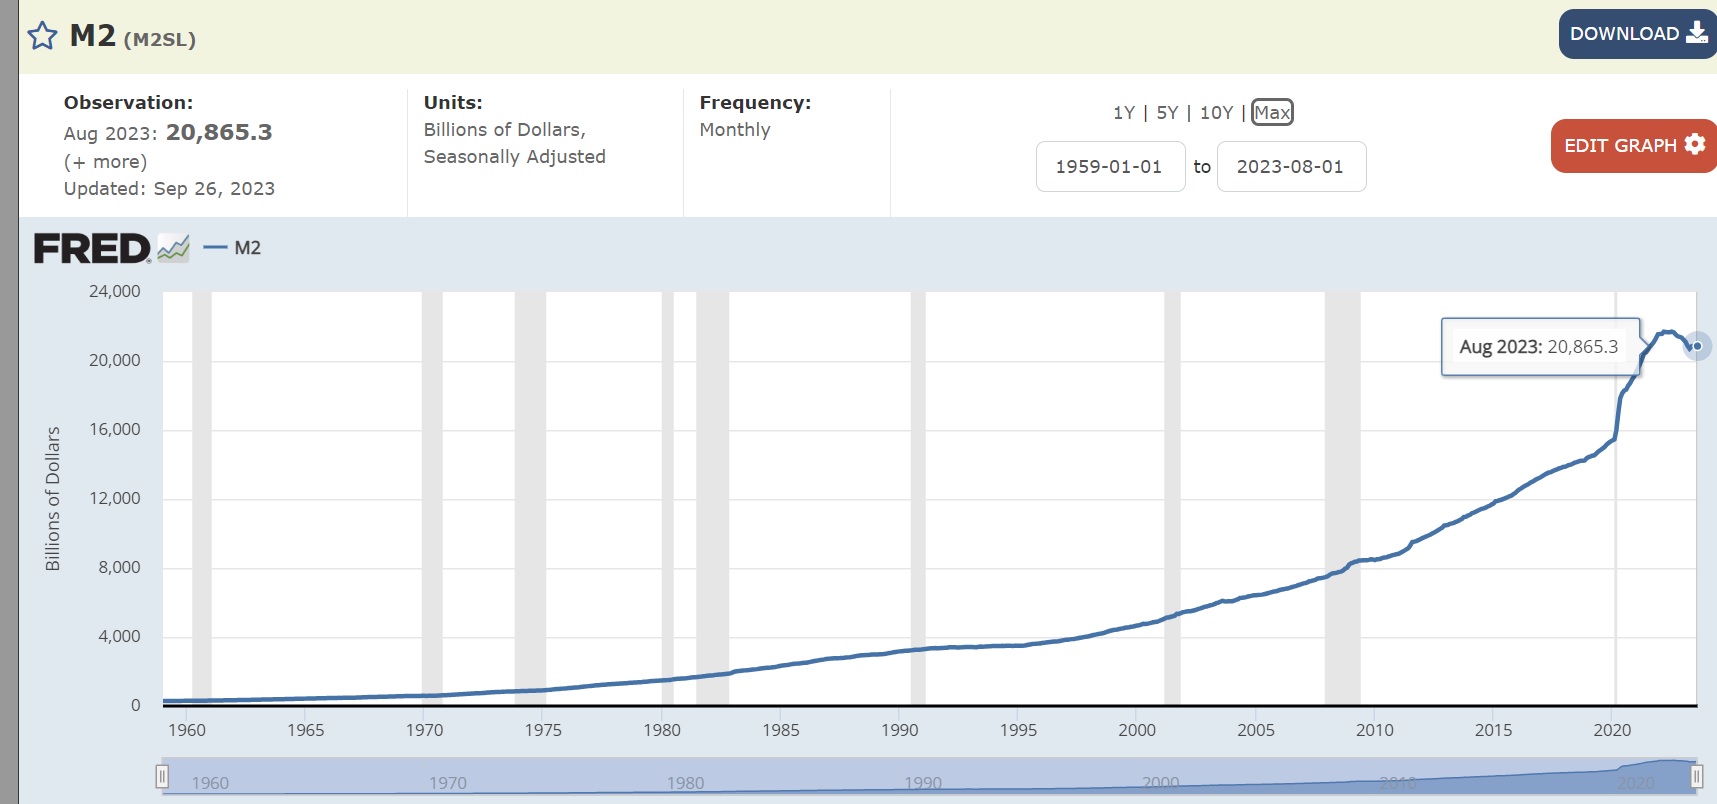 M2 (M2SL)
DOWNLOAD
Observation:
Aug 2023: 20,865.3
(+ more)
Updated: Sep 26, 2023
Units:
Billions of Dollars,
Seasonally Adjusted
Frequency:
Monthly
1Y | 5Y | 10Y | Max
1959-01-01 to 2023-08-01
EDIT GRAPH
FRED M2
24,000
20,000
16,000
12,000
8,000
4,000
0
Billions of Dollars
Aug 2023: 20,865.3
1960 1965 1970 1975 1980 1985 1990 1995 2000 2005 2010 2015 2020
1960 1970 1980 1990 2000 2010 2020